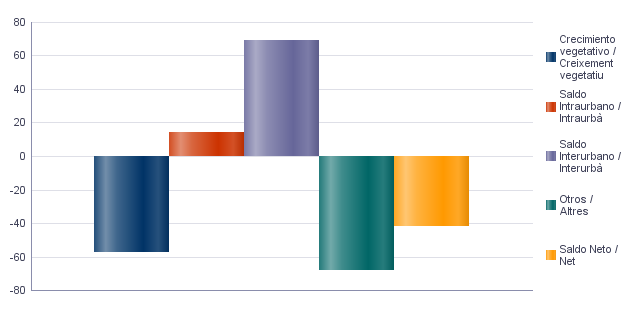 80
60
40
20
0
-20
-40
-60
-80
Crecimiento
vegetativo /
Creixement
vegetatiu
Saldo
Intraurbano /
Intraurbà
Saldo
Interurbano /
Interurbà
Otros /
Altres
Saldo Neto /
Net